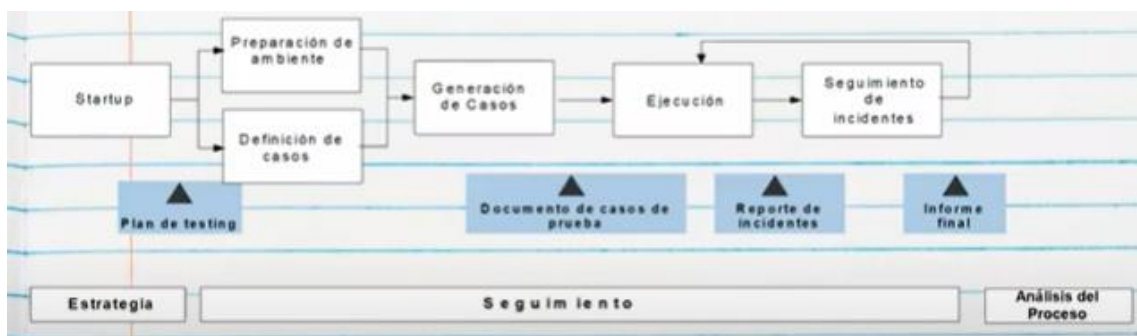 Preparación de
ambiente
Startup
Definición de
casos
Generación
de Casos
Ejecución
Seguimiento
de
incidentes
Plan de testing
Documento de casos de
prueba
Reporte de
incidentes
Informe
final
Estrategia
Seguimiento
Análisis del
Proceso